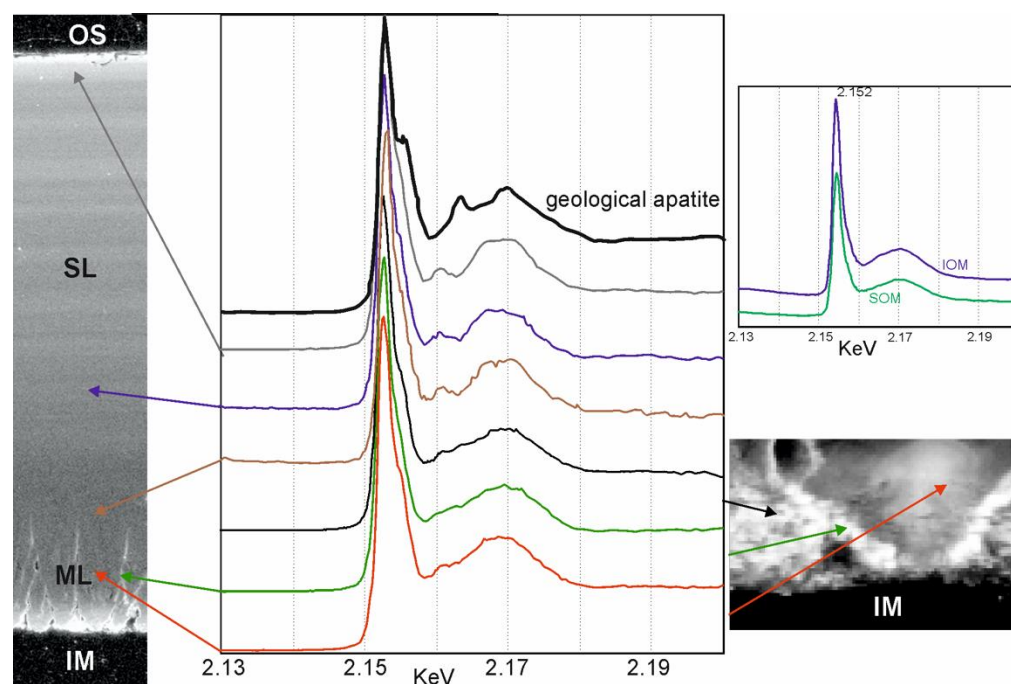 OS
SL
ML
IM
geological apatite
2.13
2.15
2.17
2.19
KeV
2.152
IOM
SOM
2.13
2.15
2.17
2.19
KeV
IM